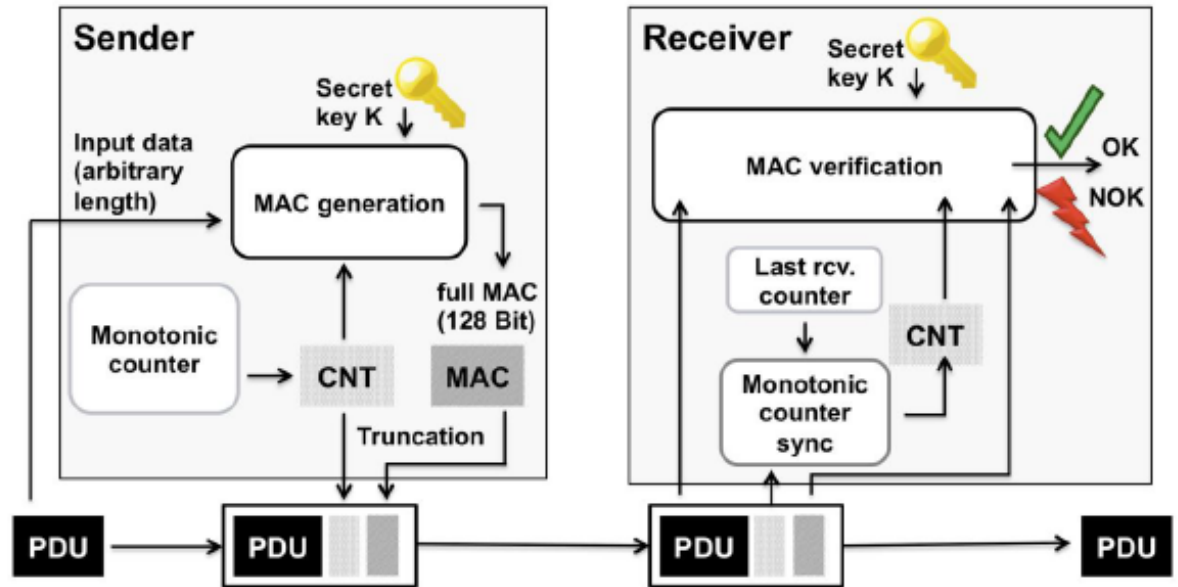 Sender
Secret
key K
Input data
(arbitrary
length)
MAC generation
full MAC
(128 Bit)
Monotonic
counter
CNT
MAC
Truncation
PDU
PDU
Receiver
Secret
key K
MAC verification
OK
NOK
Last rcv.
counter
CNT
Monotonic
counter
sync
PDU
PDU